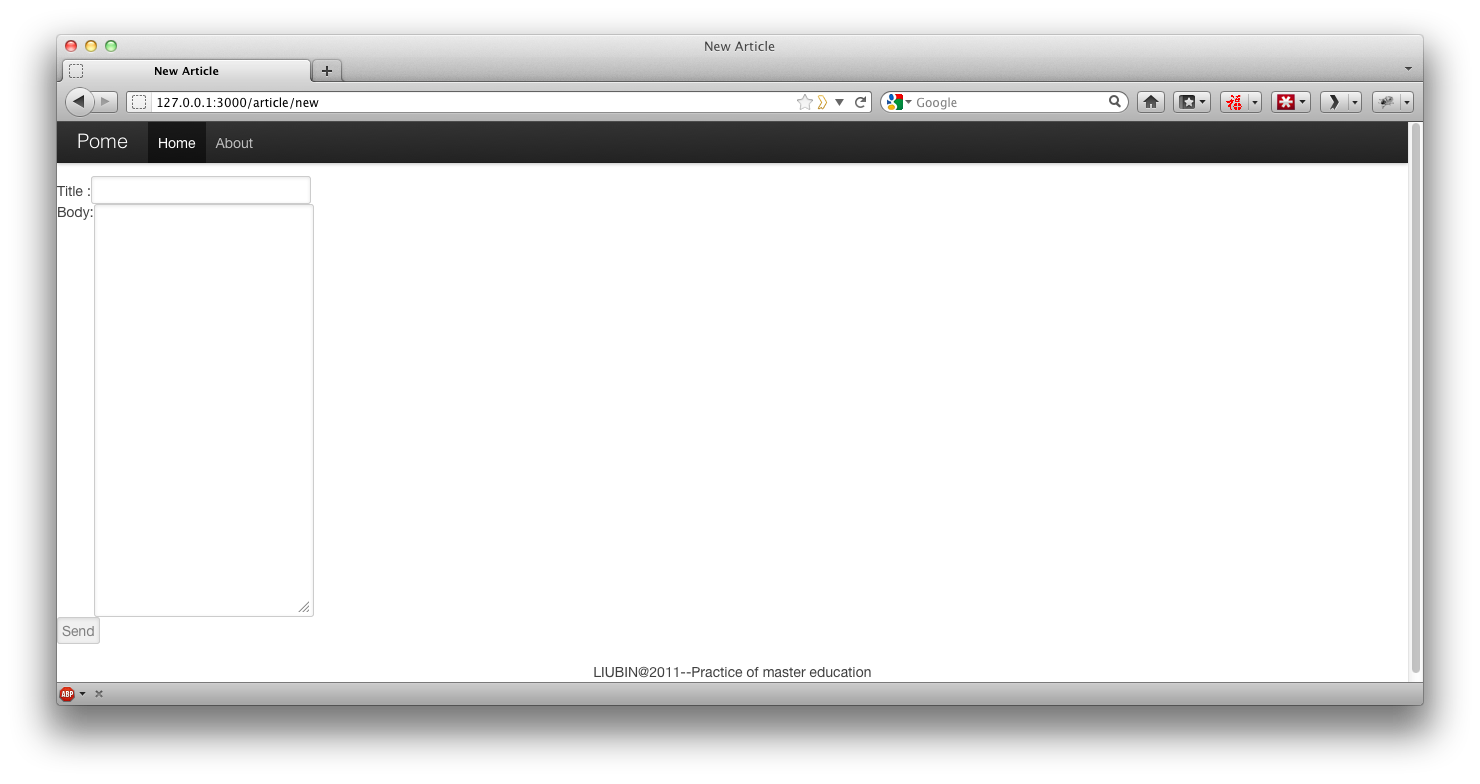 New Article
New Article
127.0.0.1:3000/article/new
Google
Pome Home About
Title :
Body:
Send
LIUBIN@2011--Practice of master education
ABP